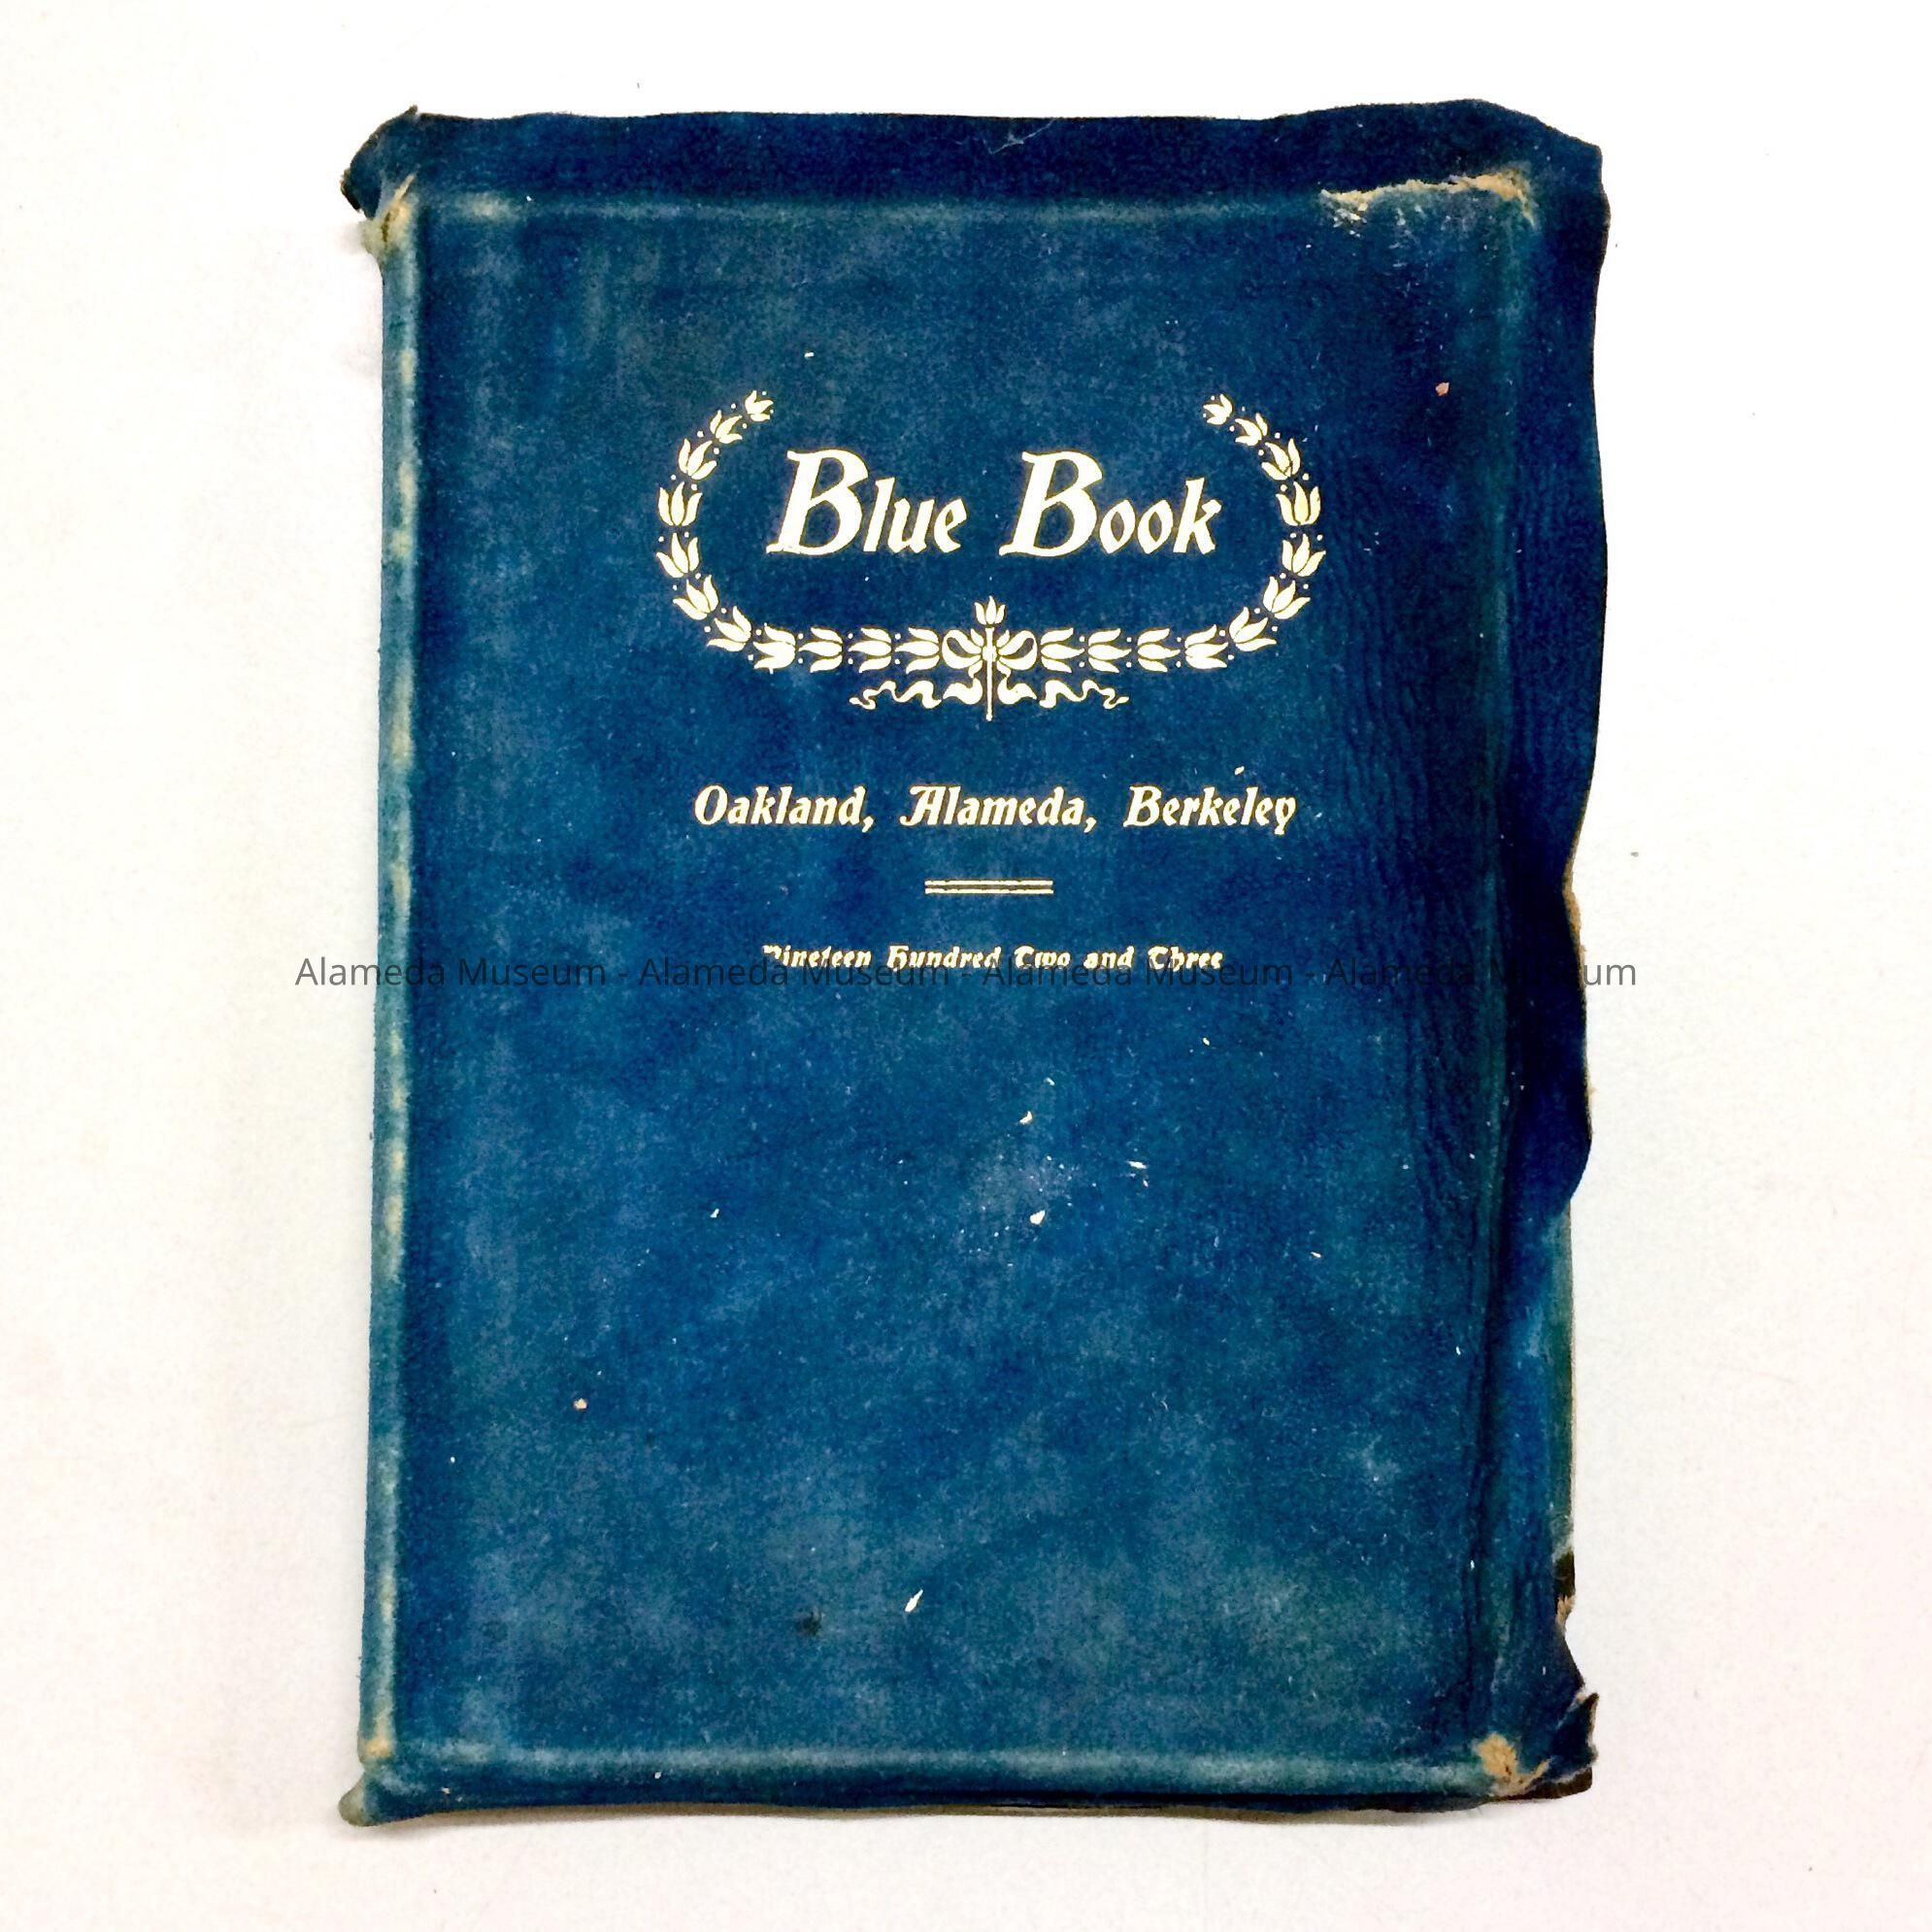 Blue Book
Oakland, Alameda, Berkeley
Nineteen Hundred Two and Three
Alameda Museum - Alameda Museum - Alameda Museum - Alameda Museum